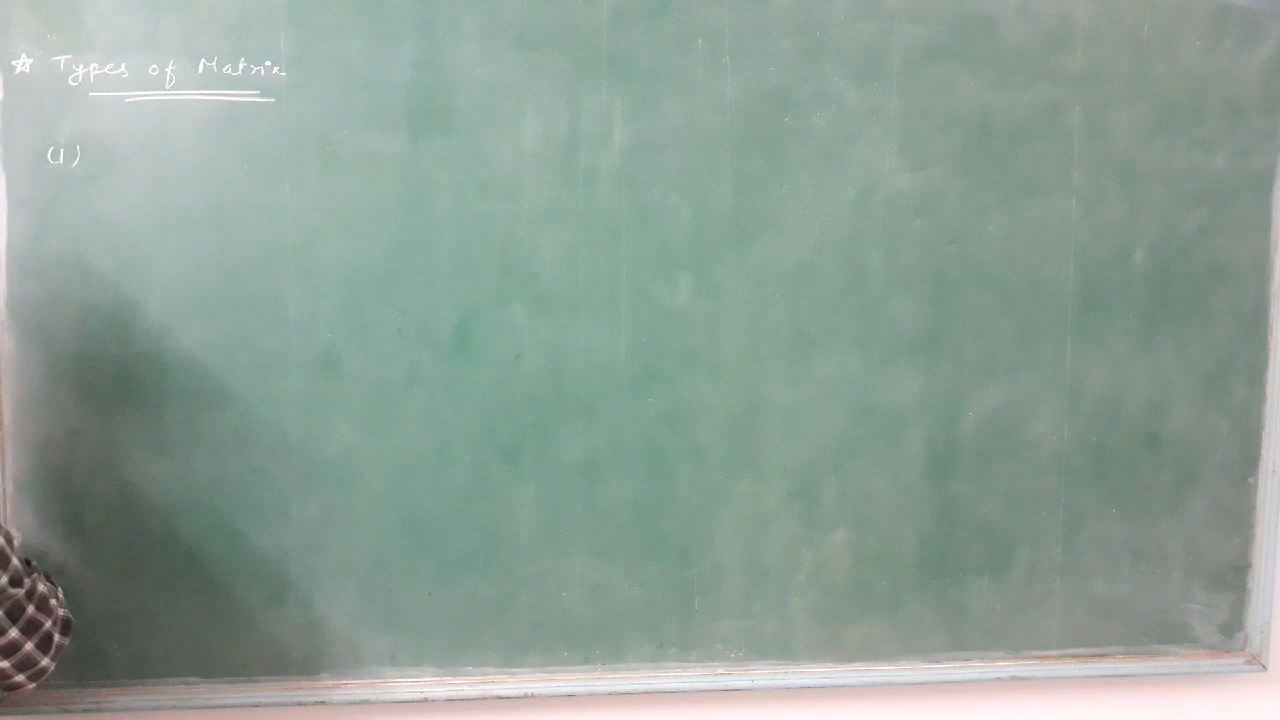 ☆ Types of Matrix
(1)